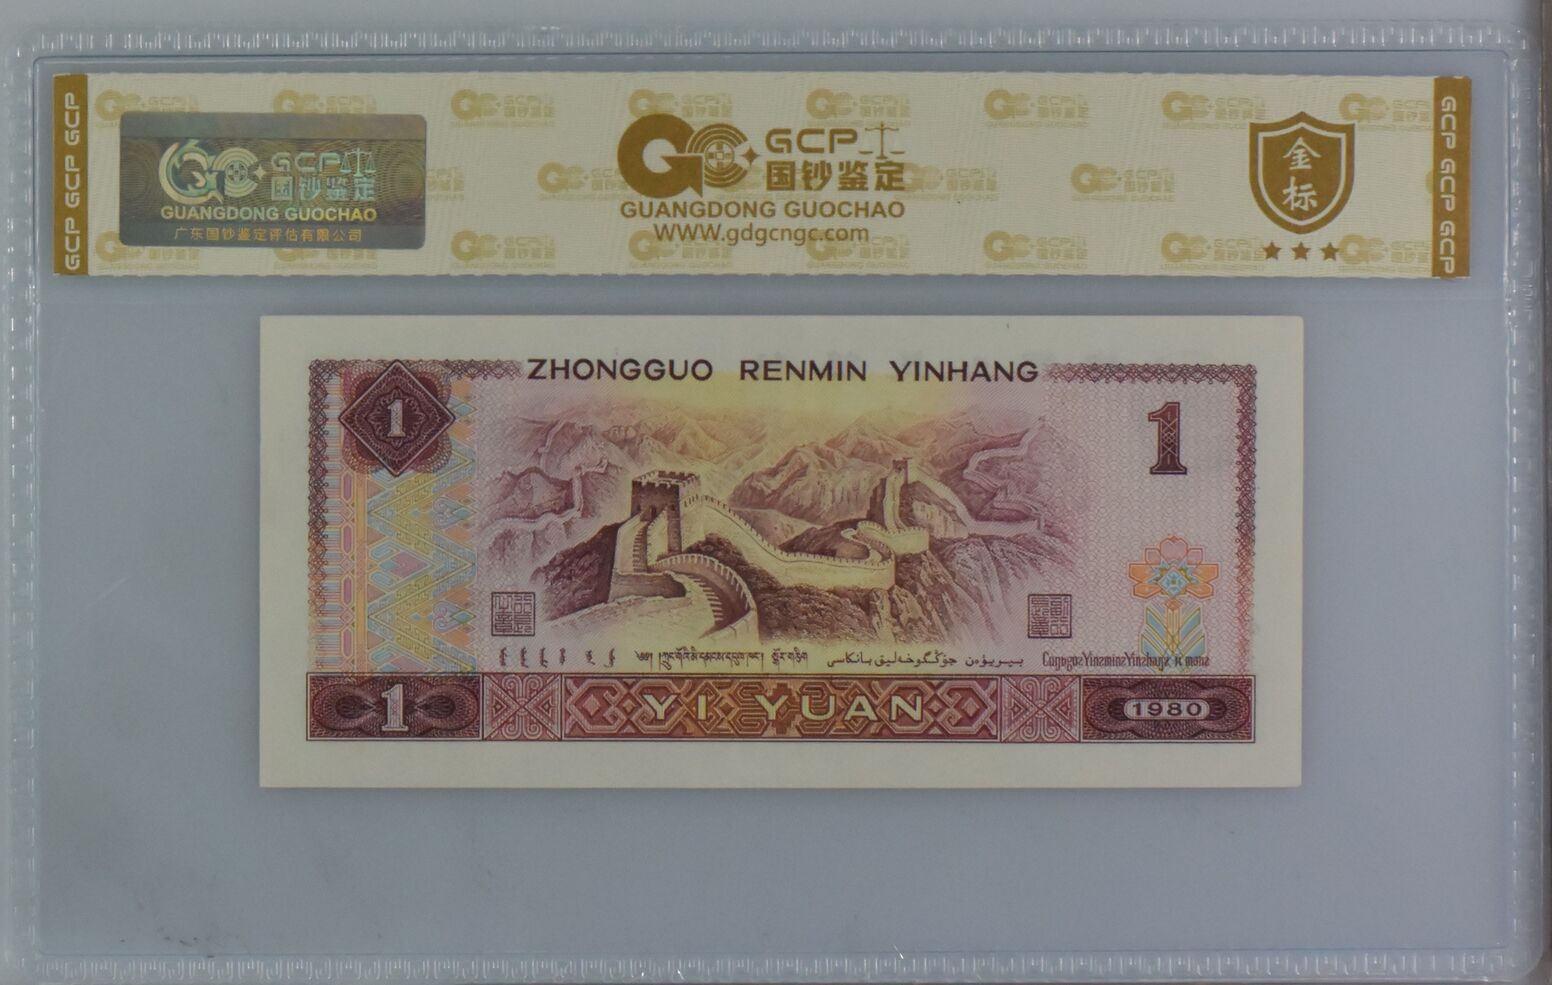 GCP GCP GCP
GCP
国钞鉴定
GUANGDONG GUOCHAO
广东国钞鉴定评估有限公司
GCP
国钞鉴定
GUANGDONG GUOCHAO
WWW.gdgcngc.com
金标
GCP GCP GCP
ZHONGGUO RENMIN YINHANG
1
1
1
YI YUAN
1980